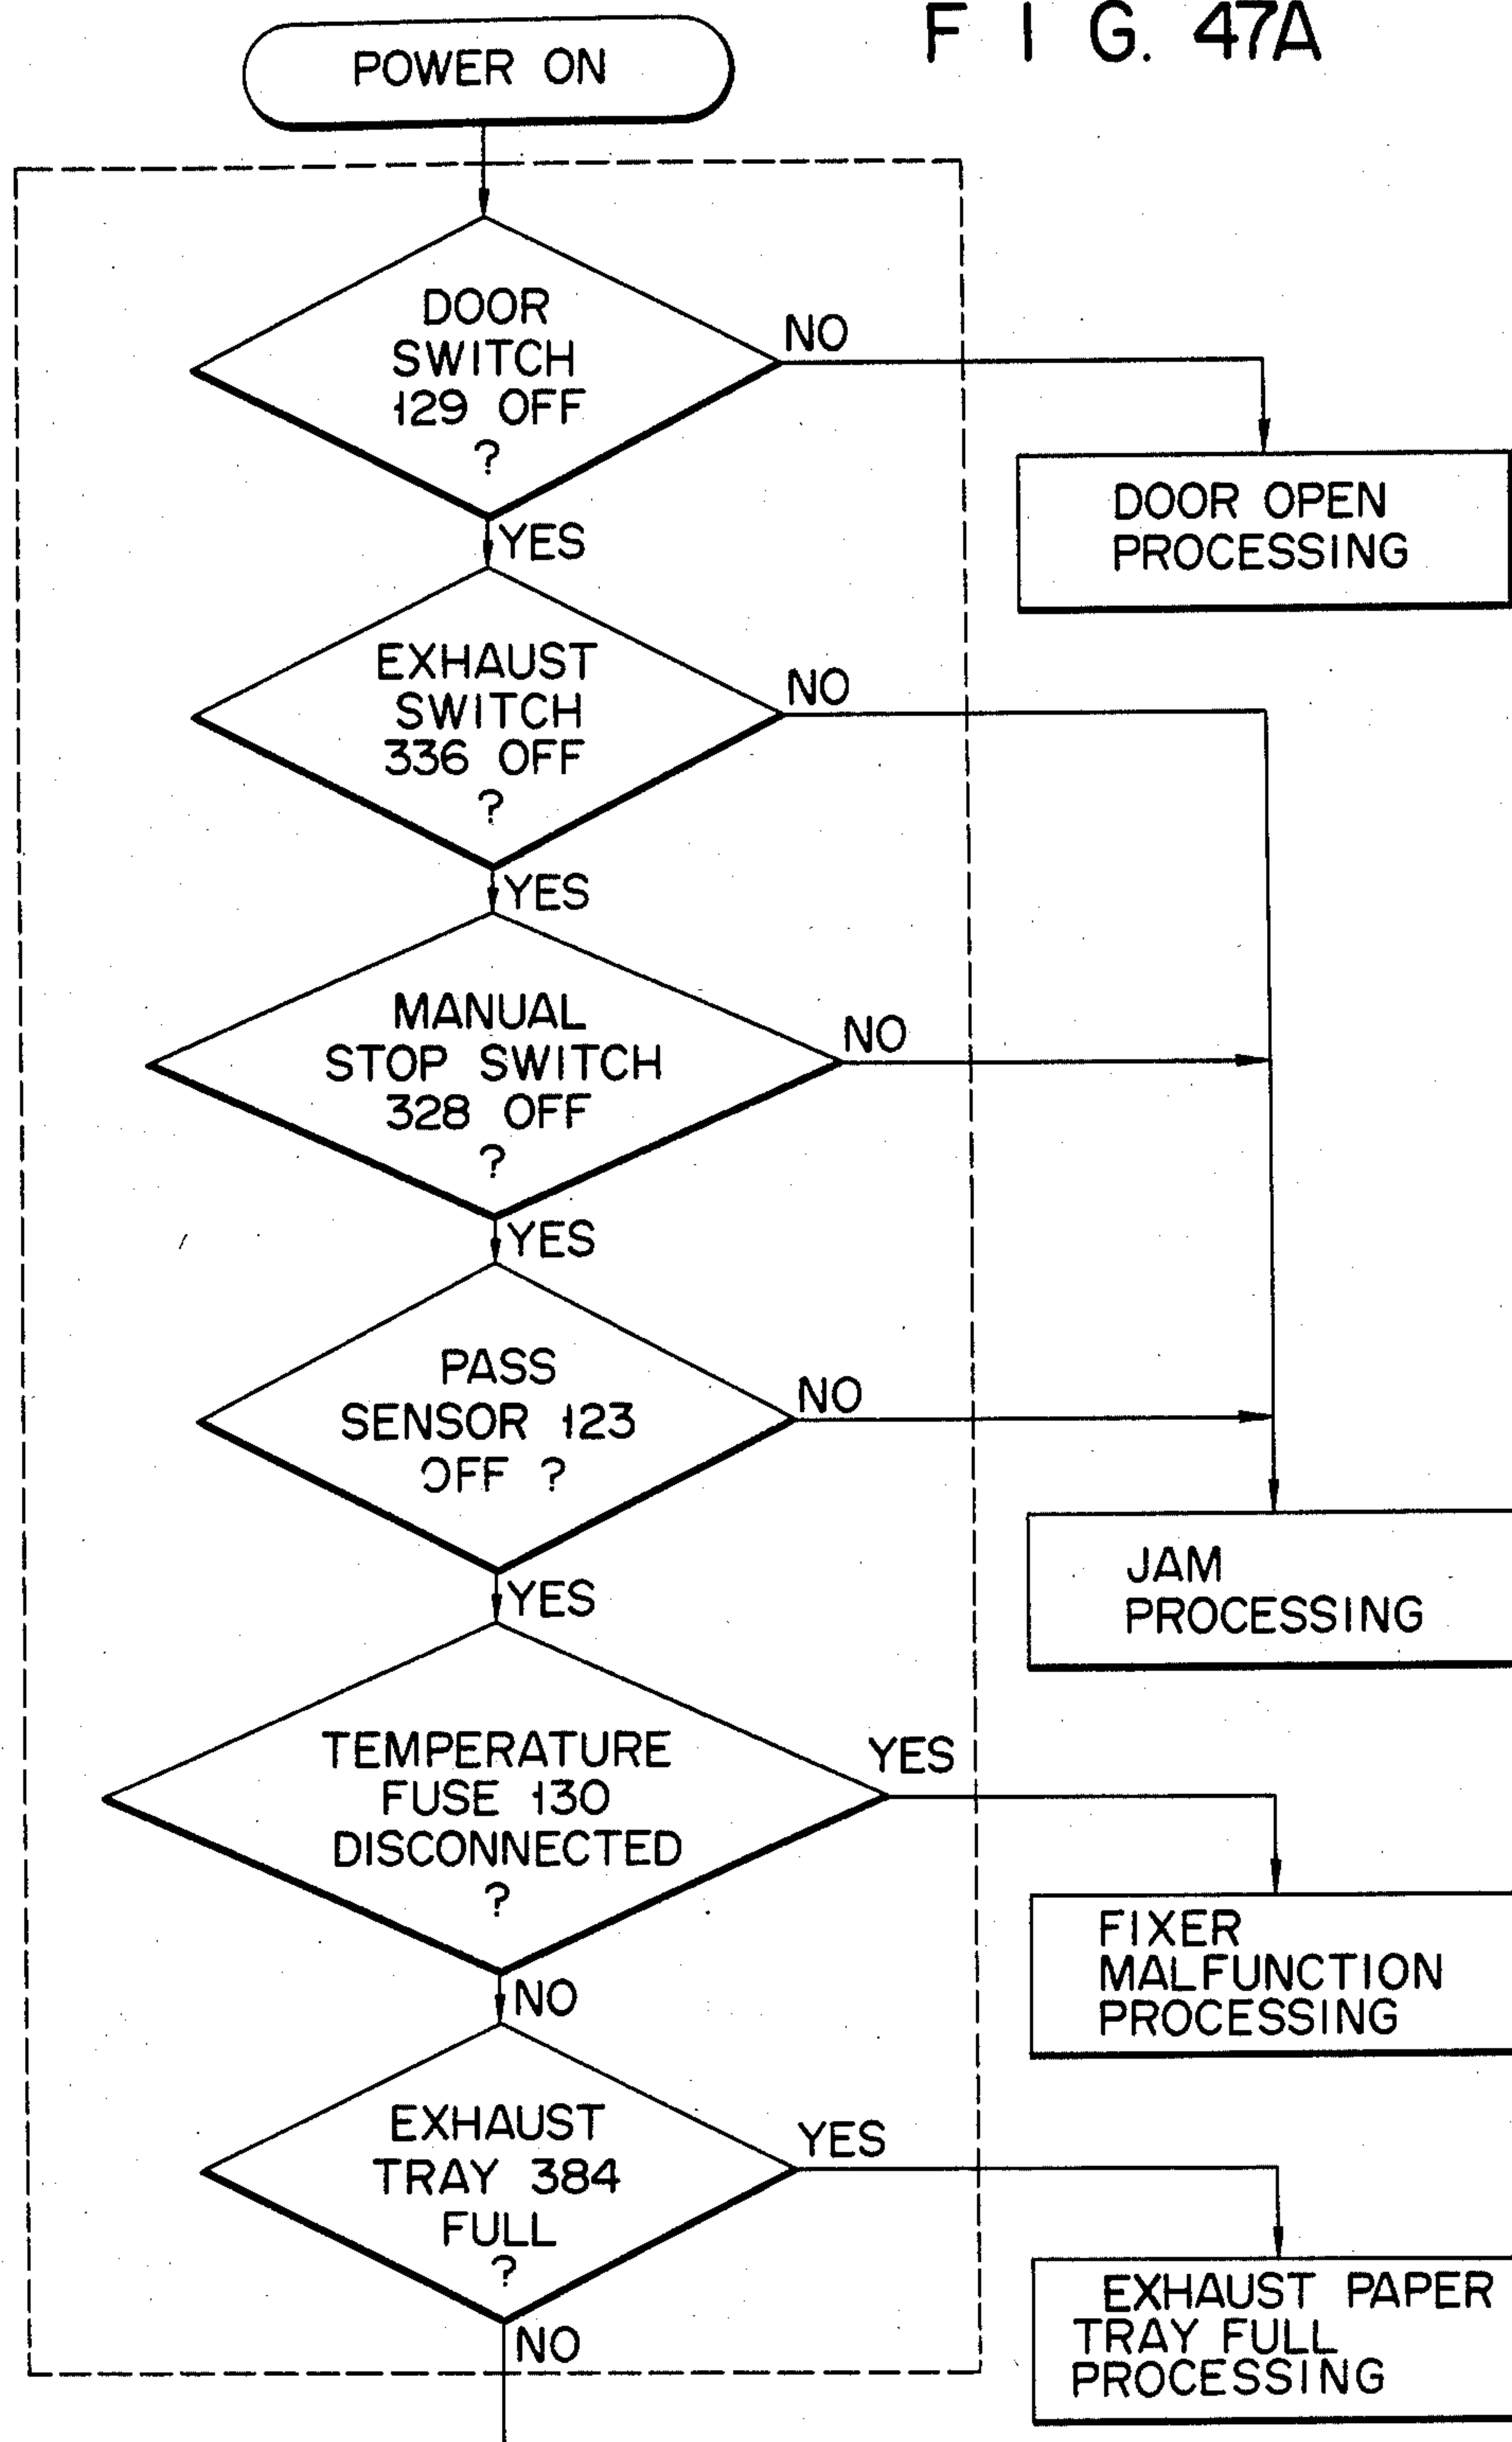 F I G. 47A
POWER ON
DOOR
SWITCH
129 OFF
?
NO
DOOR OPEN
PROCESSING
YES
EXHAUST
SWITCH
336 OFF
?
NO
YES
MANUAL
STOP SWITCH
328 OFF
?
NO
YES
PASS
SENSOR 123
OFF ?
NO
JAM
PROCESSING
YES
TEMPERATURE
FUSE 130
DISCONNECTED
?
YES
FIXER
MALFUNCTION
PROCESSING
NO
EXHAUST
TRAY 384
FULL
?
YES
EXHAUST PAPER
TRAY FULL
PROCESSING
NO